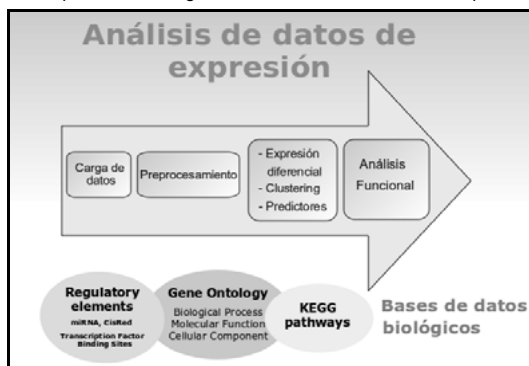 Análisis de datos de
expresión
Carga de
datos
Preprocesamiento
- Expresión
diferencial
- Clustering
- Predictores
Análisis
Funcional
Regulatory
elements
miRNA, CisRed
Transcription Factor
Binding Sites
Gene Ontology
Biological Process
Molecular Function
Cellular Component
KEGG
pathways
Bases de datos
biológicos